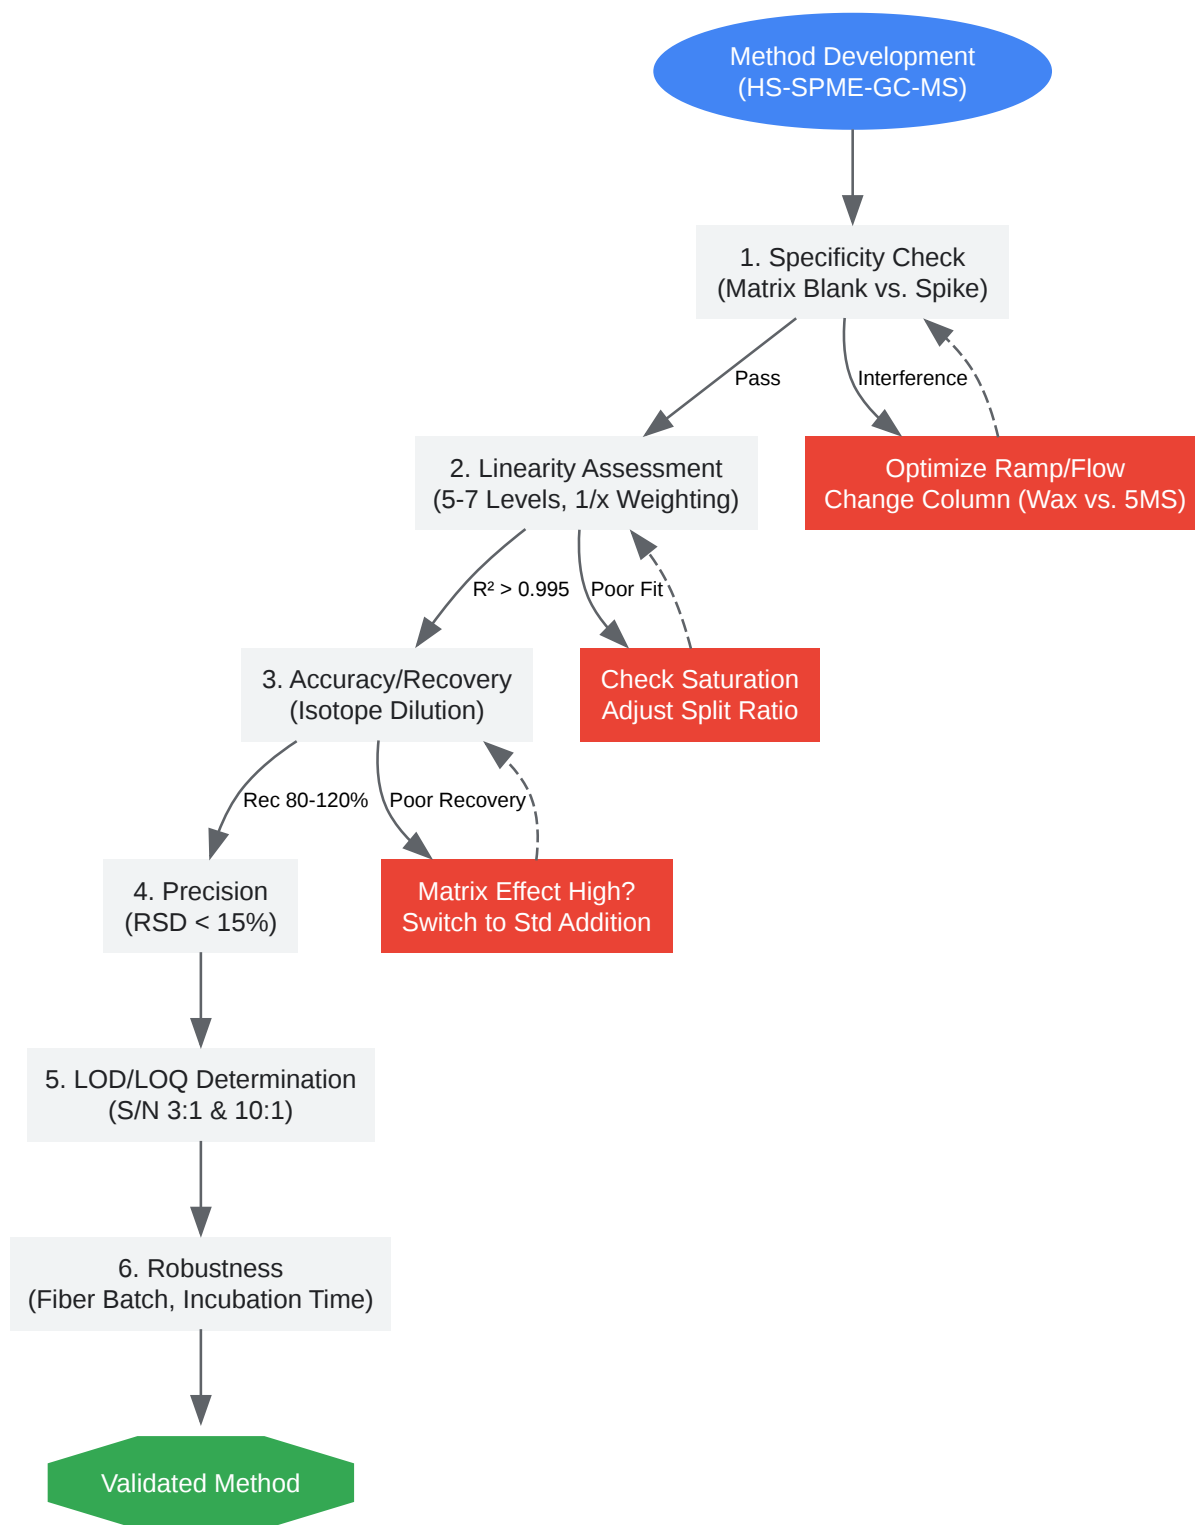 Method Development
(HS-SPME-GC-MS)
1. Specificity Check
(Matrix Blank vs. Spike)
Pass
Interference
2. Linearity Assessment
(5-7 Levels, 1/x Weighting)
Optimize Ramp/Flow
Change Column (Wax vs. 5MS)
R² > 0.995
Poor Fit
3. Accuracy/Recovery
(Isotope Dilution)
Check Saturation
Adjust Split Ratio
Rec 80-120%
Poor Recovery
4. Precision
(RSD < 15%)
Matrix Effect High?
Switch to Std Addition
5. LOD/LOQ Determination
(S/N 3:1 & 10:1)
6. Robustness
(Fiber Batch, Incubation Time)
Validated Method